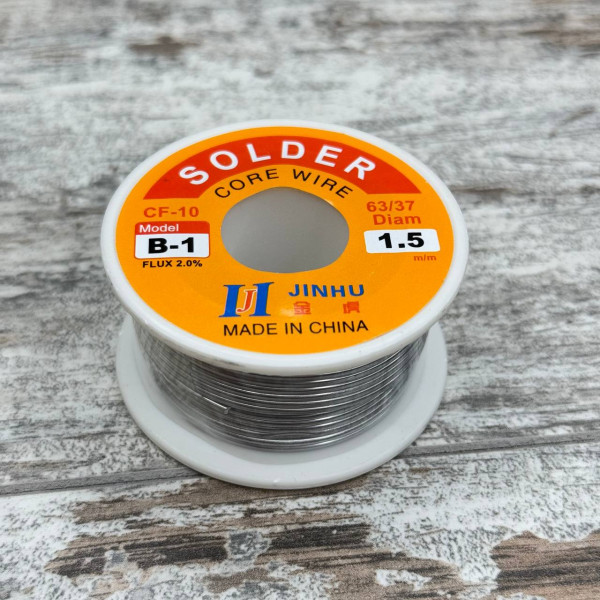 SOLDER
CORE WIRE
CF-10
63/37
Diam
Model
B-1
1.5
m/m
FLUX 2.0%
JINHU
金虎
MADE IN CHINA